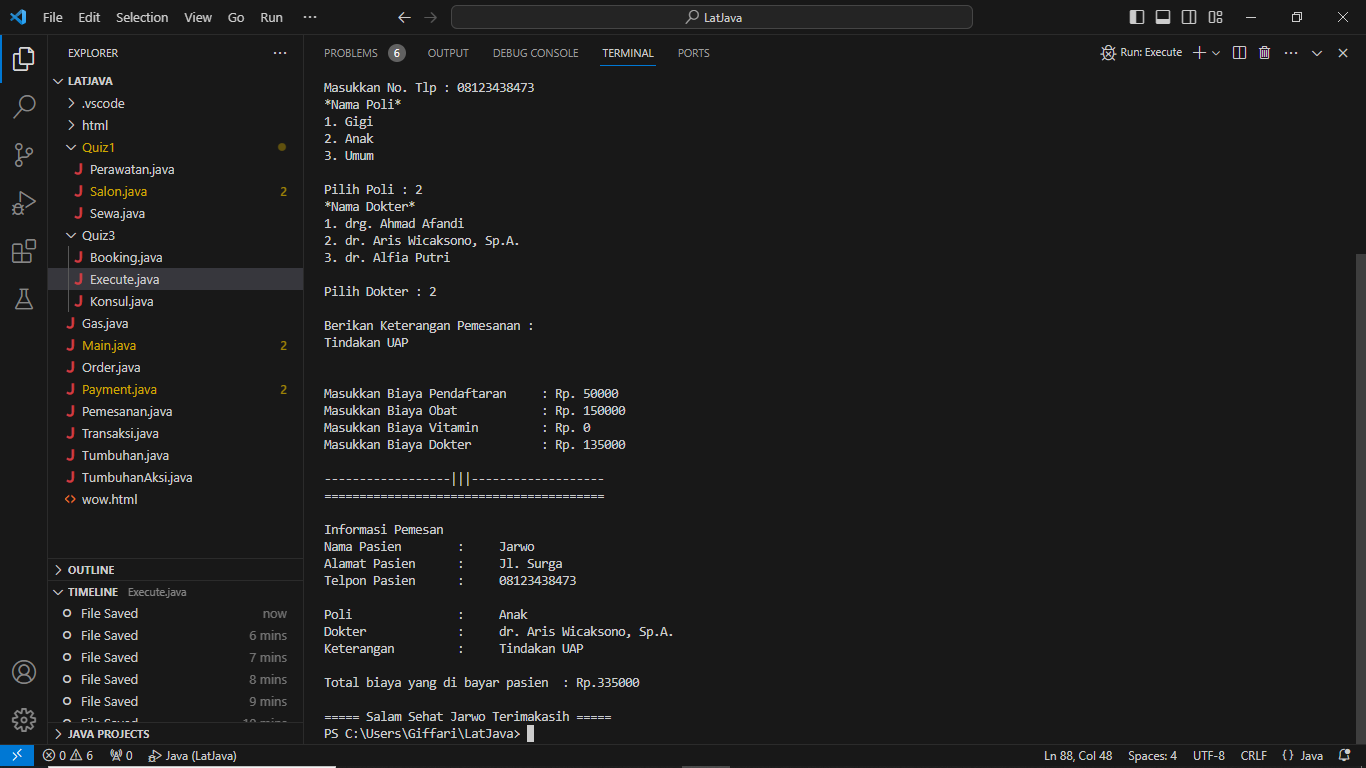 File Edit Selection View Go Run ··· LatJava
EXPLORER ···
LATJAVA
.vscode
html
Quiz1
J Perawatan.java
J Salon.java 2
J Sewa.java
Quiz3
J Booking.java
J Execute.java
J Konsul.java
J Gas.java
J Main.java 2
J Order.java
J Payment.java 2
J Pemesanan.java
J Transaksi.java
J Tumbuhan.java
J TumbuhanAksi.java
<> wow.html
OUTLINE
TIMELINE Execute.java
File Saved now
File Saved 6 mins
File Saved 7 mins
File Saved 8 mins
File Saved 9 mins
File Saved 10 mins
JAVA PROJECTS
PROBLEMS 6 OUTPUT DEBUG CONSOLE TERMINAL PORTS Run: Execute ···
Masukkan No. Tlp : 08123438473
*Nama Poli*
1. Gigi
2. Anak
3. Umum
Pilih Poli : 2
*Nama Dokter*
1. drg. Ahmad Afandi
2. dr. Aris Wicaksono, Sp.A.
3. dr. Alfia Putri
Pilih Dokter : 2
Berikan Keterangan Pemesanan :
Tindakan UAP
Masukkan Biaya Pendaftaran : Rp. 50000
Masukkan Biaya Obat : Rp. 150000
Masukkan Biaya Vitamin : Rp. 0
Masukkan Biaya Dokter : Rp. 135000
------------------|||-------------------
========================================
Informasi Pemesan
Nama Pasien : Jarwo
Alamat Pasien : Jl. Surga
Telpon Pasien : 08123438473
Poli : Anak
Dokter : dr. Aris Wicaksono, Sp.A.
Keterangan : Tindakan UAP
Total biaya yang di bayar pasien : Rp.335000
===== Salam Sehat Jarwo Terimakasih =====
PS C:\Users\Giffari\LatJava>
0 6 0 Java (LatJava) Ln 88, Col 48 Spaces: 4 UTF-8 CRLF {} Java